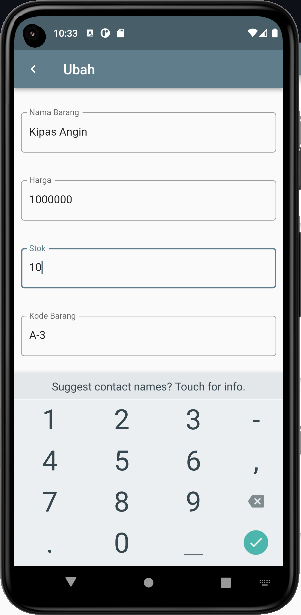 10:33
Ubah
Nama Barang
Kipas Angin
Harga
1000000
Stok
10
Kode Barang
A-3
Suggest contact names? Touch for info.
1 2 3 -
4 5 6 ,
7 8 9
. 0 _